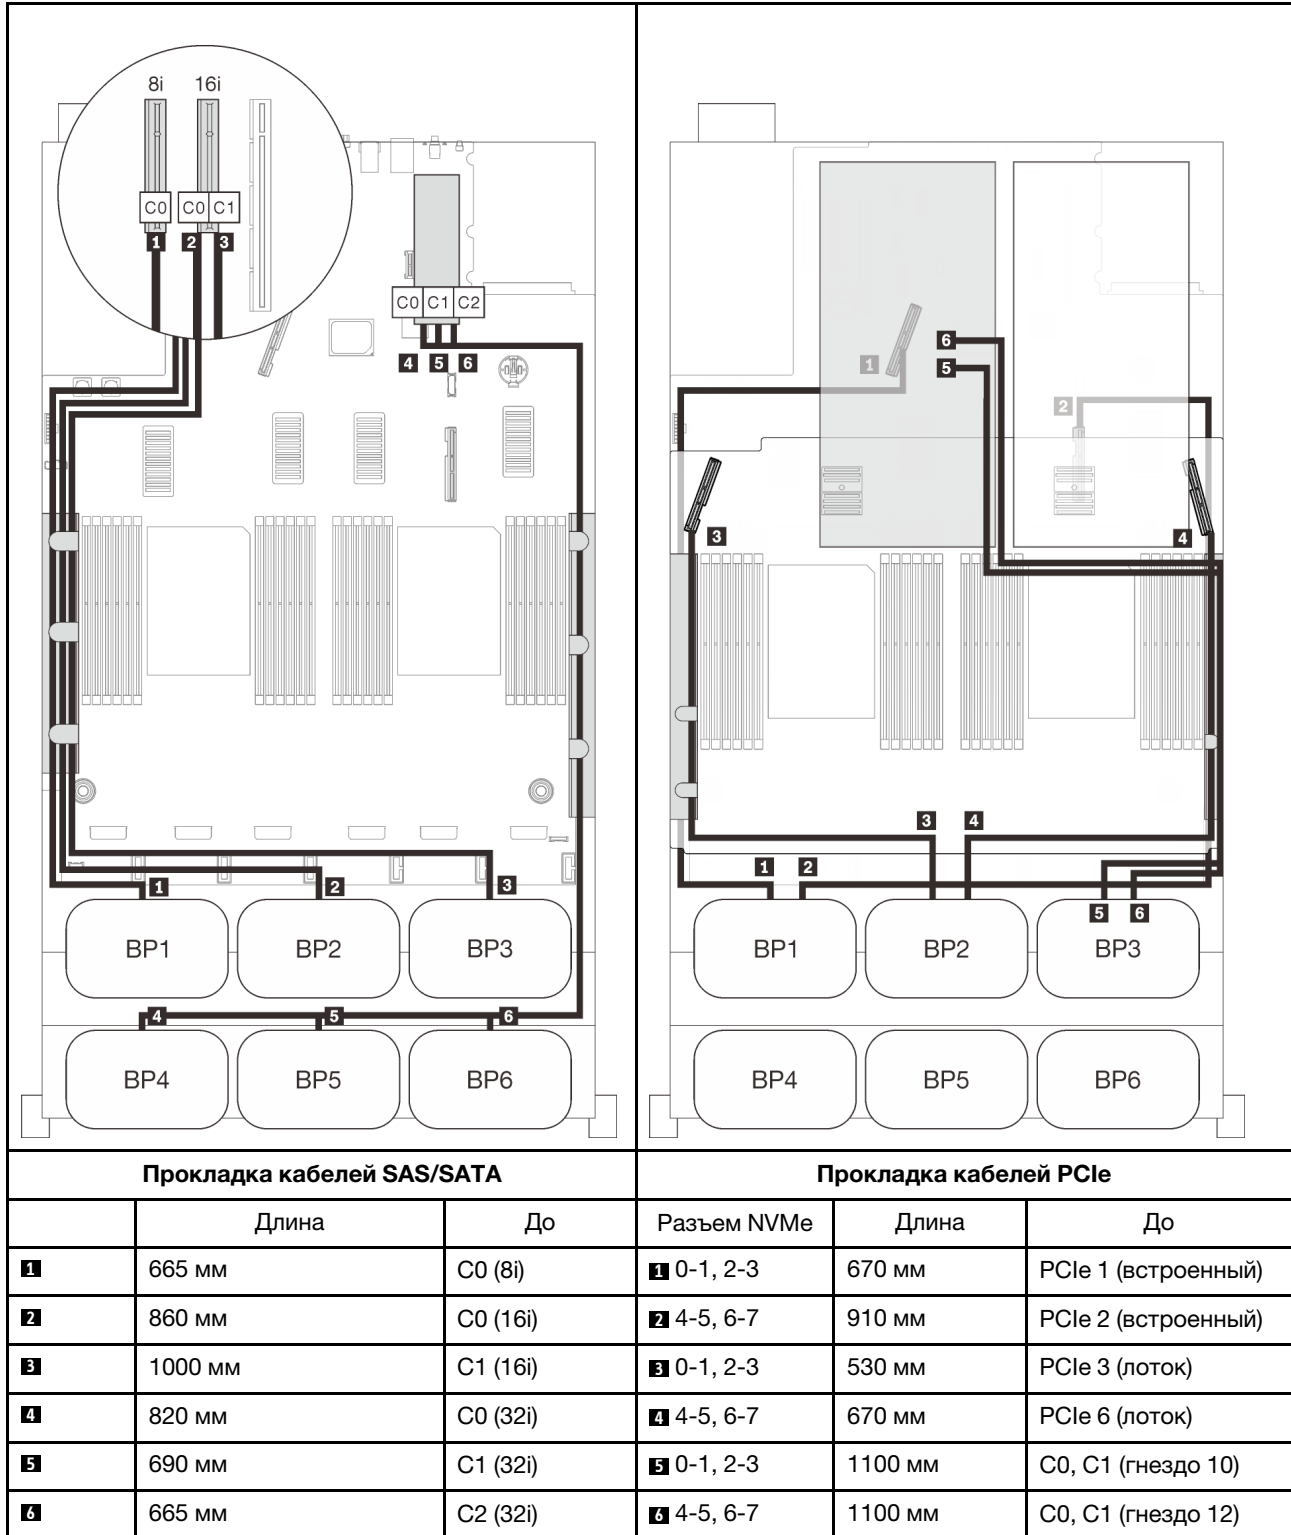 8i 16i
C0 C0 C1
1 2 3
C0 C1 C2
4 5 6
1 2 3
BP1 BP2 BP3
4 5 6
BP4 BP5 BP6
6
1 5
2
3 4
3 4
1 2
5 6
BP1 BP2 BP3
BP4 BP5 BP6
Прокладка кабелей SAS/SATA Прокладка кабелей PCIe
Длина До Разъем NVMe Длина До
1 665 мм C0 (8i) 1 0-1, 2-3 670 мм PCIe 1 (встроенный)
2 860 мм C0 (16i) 2 4-5, 6-7 910 мм PCIe 2 (встроенный)
3 1000 мм C1 (16i) 3 0-1, 2-3 530 мм PCIe 3 (лоток)
4 820 мм C0 (32i) 4 4-5, 6-7 670 мм PCIe 6 (лоток)
5 690 мм C1 (32i) 5 0-1, 2-3 1100 мм C0, C1 (гнездо 10)
6 665 мм C2 (32i) 6 4-5, 6-7 1100 мм C0, C1 (гнездо 12)